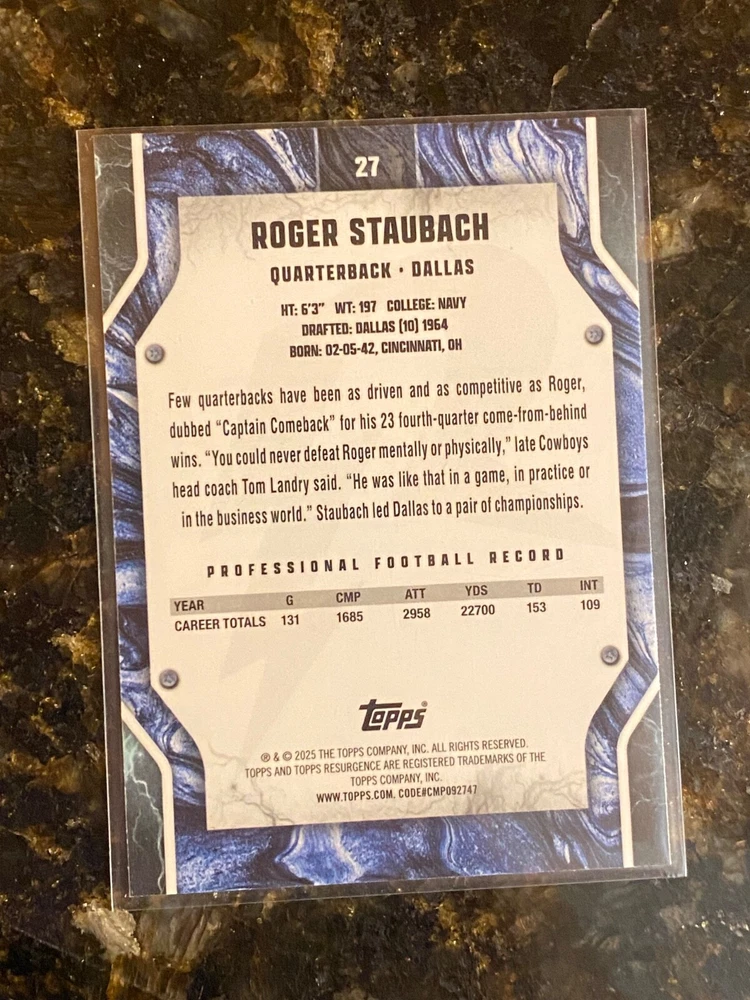 27
ROGER STAUBACH
QUARTERBACK • DALLAS
HT: 6'3" WT: 197 COLLEGE: NAVY
DRAFTED: DALLAS (10) 1964
BORN: 02-05-42, CINCINNATI, OH
Few quarterbacks have been as driven and as competitive as Roger,
dubbed “Captain Comeback” for his 23 fourth-quarter come-from-behind
wins. “You could never defeat Roger mentally or physically,” late Cowboys
head coach Tom Landry said. “He was like that in a game, in practice or
in the business world.” Staubach led Dallas to a pair of championships.
PROFESSIONAL FOOTBALL RECORD
YEAR G CMP ATT YDS TD INT
CAREER TOTALS 131 1685 2958 22700 153 109
Topps®
® & © 2025 THE TOPPS COMPANY, INC. ALL RIGHTS RESERVED.
TOPPS AND TOPPS RESURGENCE ARE REGISTERED TRADEMARKS OF THE
TOPPS COMPANY, INC.
WWW.TOPPS.COM. CODE#CMP092747